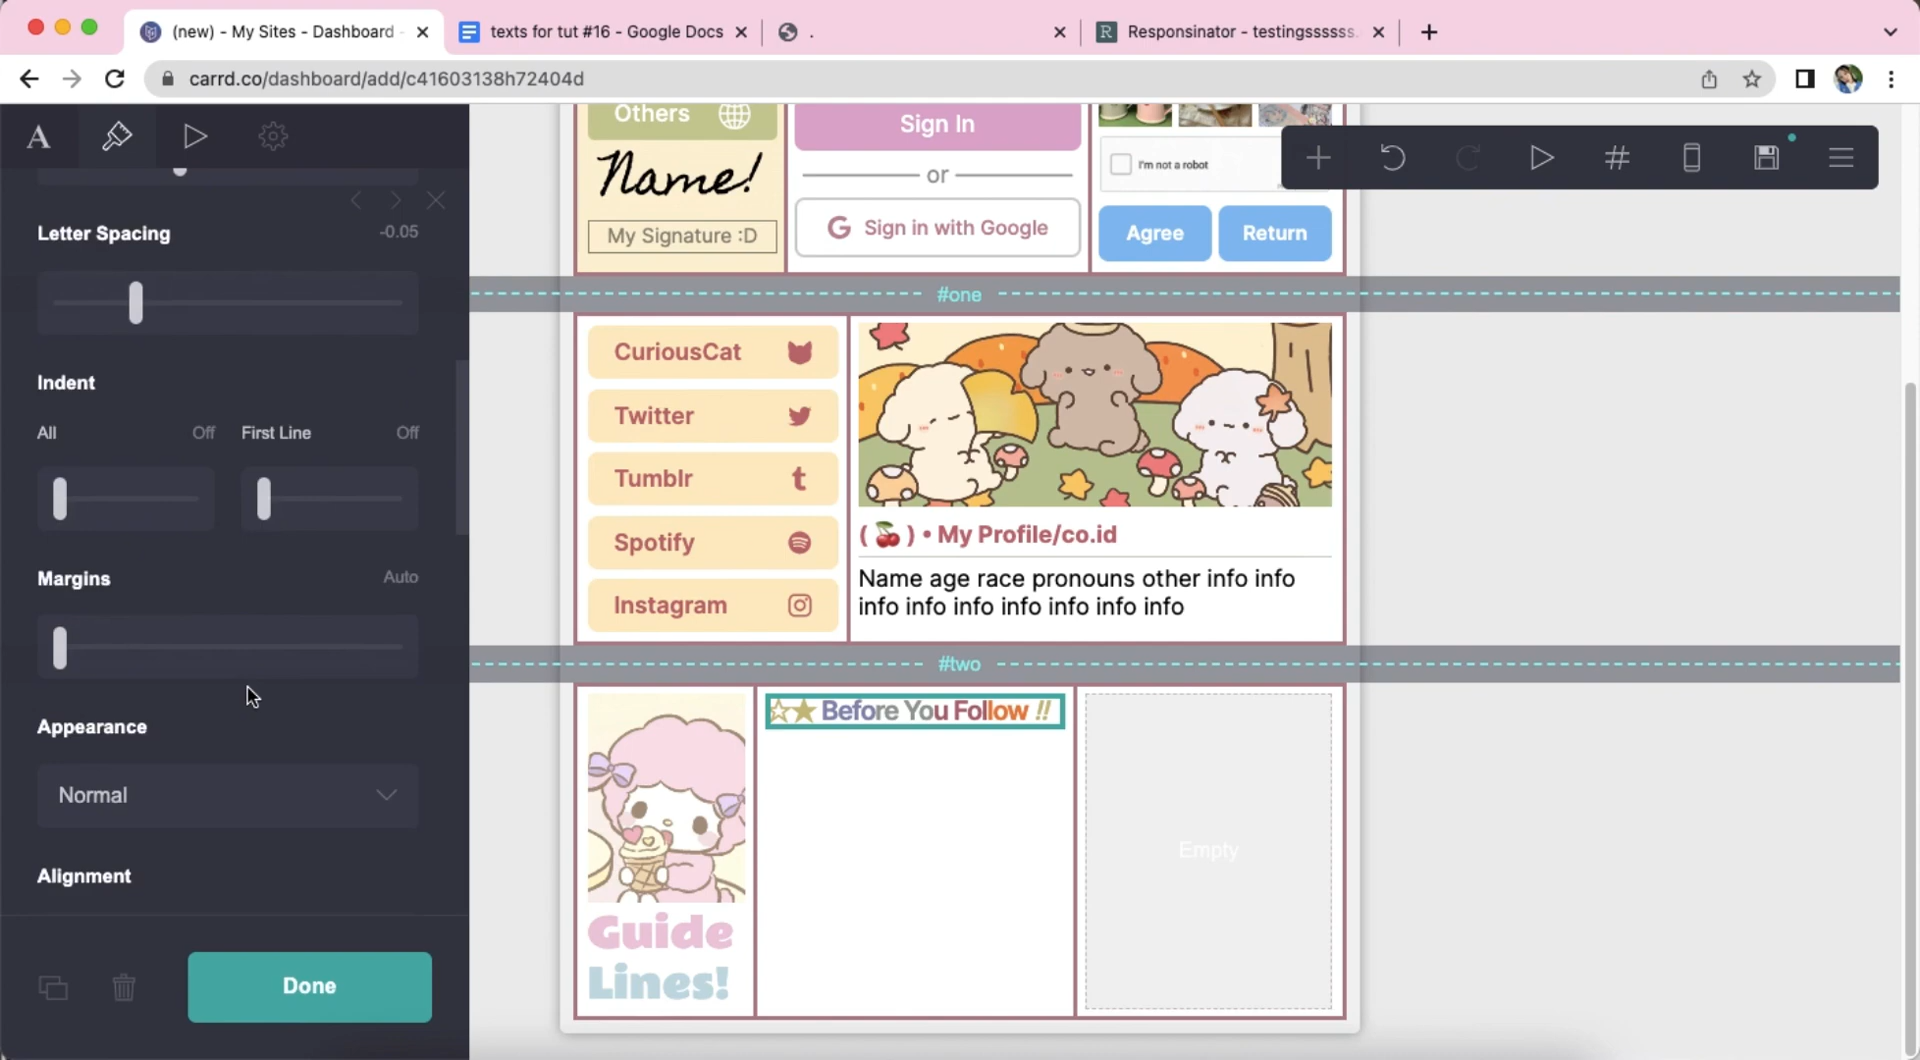 (new) - My Sites - Dashboard -
texts for tut #16 - Google Docs
.
Responsinator - testingssssss.
carrd.co/dashboard/add/c41603138h72404d
Letter Spacing
-0.05
Indent
All
Off
First Line
Off
Margins
Auto
Appearance
Normal
Alignment
Done
Others
Name!
My Signature :D
Sign In
or
Sign in with Google
I'm not a robot
Agree
Return
#one
CuriousCat
Twitter
Tumblr
Spotify
Instagram
( 🍒 ) • My Profile/co.id
Name age race pronouns other info info
info info info info info info info
#two
Guide
Lines!
☆★ Before You Follow !!
Empty